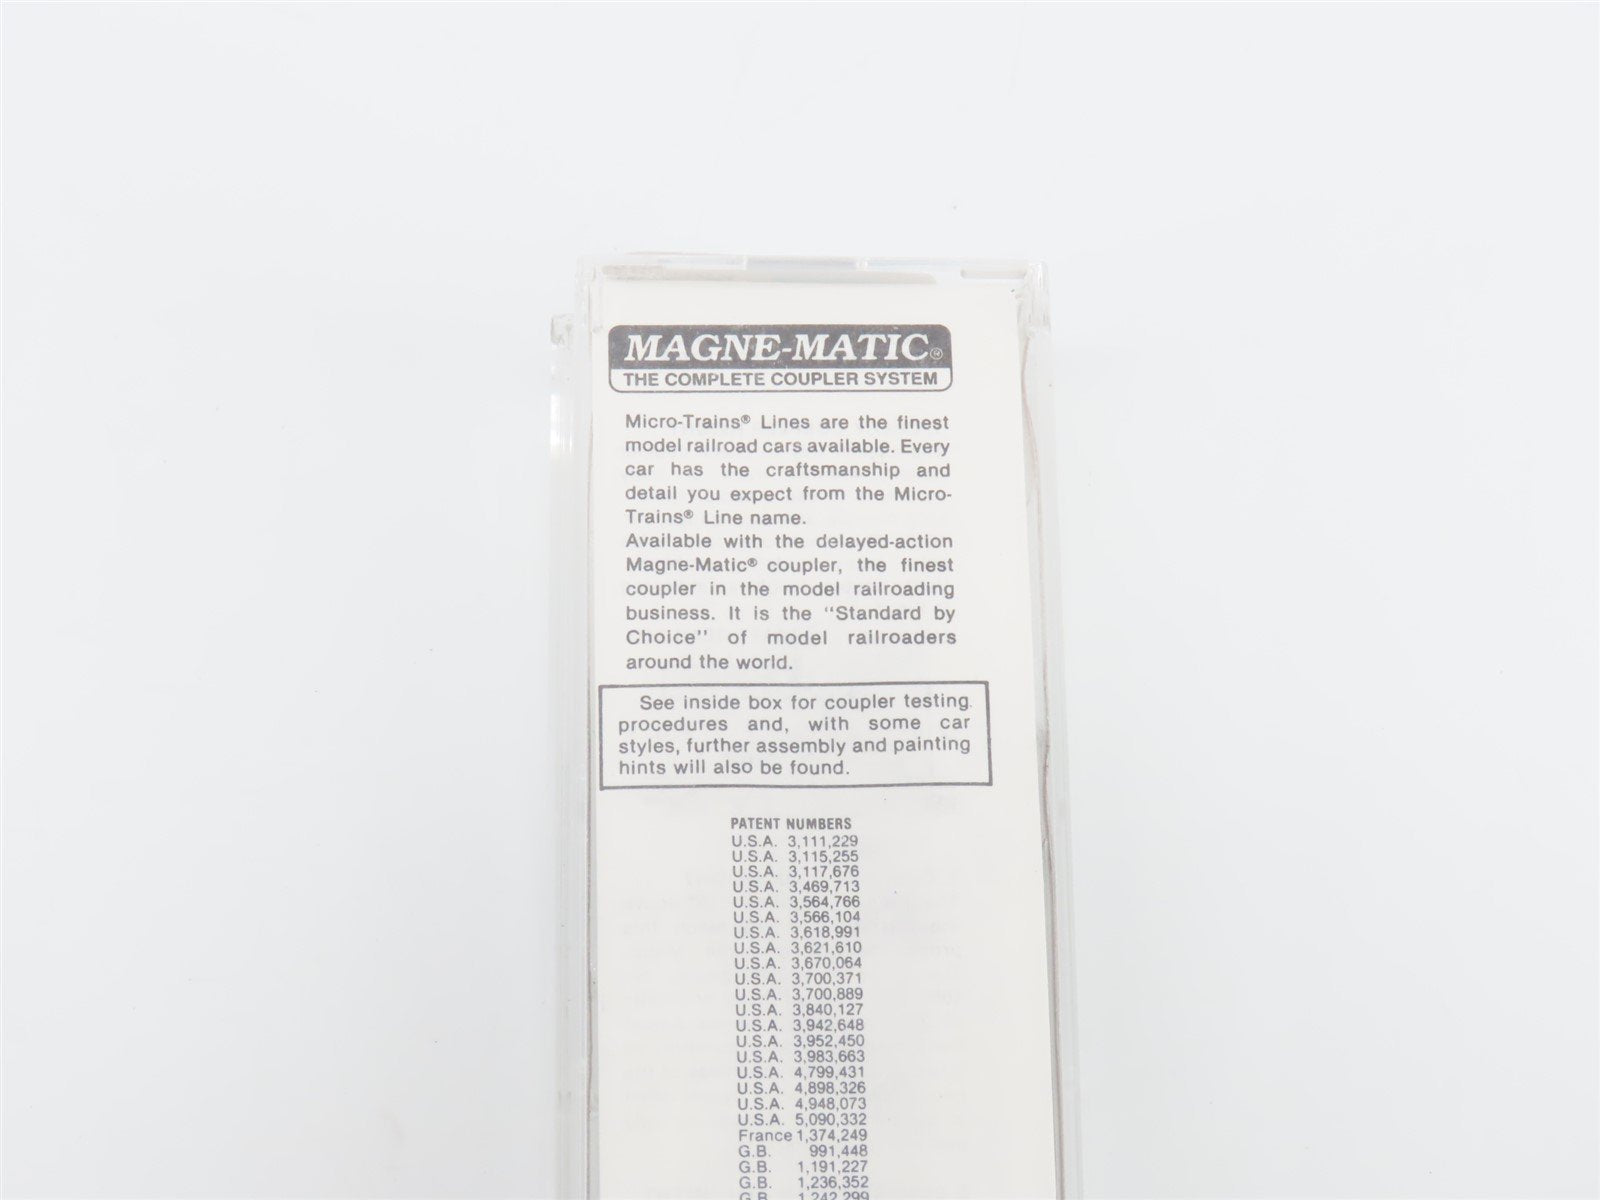 MAGNE-MATIC®
THE COMPLETE COUPLER SYSTEM
Micro-Trains® Lines are the finest
model railroad cars available. Every
car has the craftsmanship and
detail you expect from the Micro-
Trains® Line name.
Available with the delayed-action
Magne-Matic® coupler, the finest
coupler in the model railroading
business. It is the "Standard by
Choice" of model railroaders
around the world.
See inside box for coupler testing
procedures and, with some car
styles, further assembly and painting
hints will also be found.
PATENT NUMBERS
U.S.A. 3,111,229
U.S.A. 3,115,255
U.S.A. 3,117,676
U.S.A. 3,469,713
U.S.A. 3,564,766
U.S.A. 3,566,104
U.S.A. 3,618,991
U.S.A. 3,621,610
U.S.A. 3,670,064
U.S.A. 3,700,371
U.S.A. 3,700,889
U.S.A. 3,840,127
U.S.A. 3,942,648
U.S.A. 3,952,450
U.S.A. 3,983,663
U.S.A. 4,799,431
U.S.A. 4,898,326
U.S.A. 4,948,073
U.S.A. 5,090,332
France 1,374,249
G.B. 991,448
G.B. 1,191,227
G.B. 1,236,352
G.B. 1,242,299